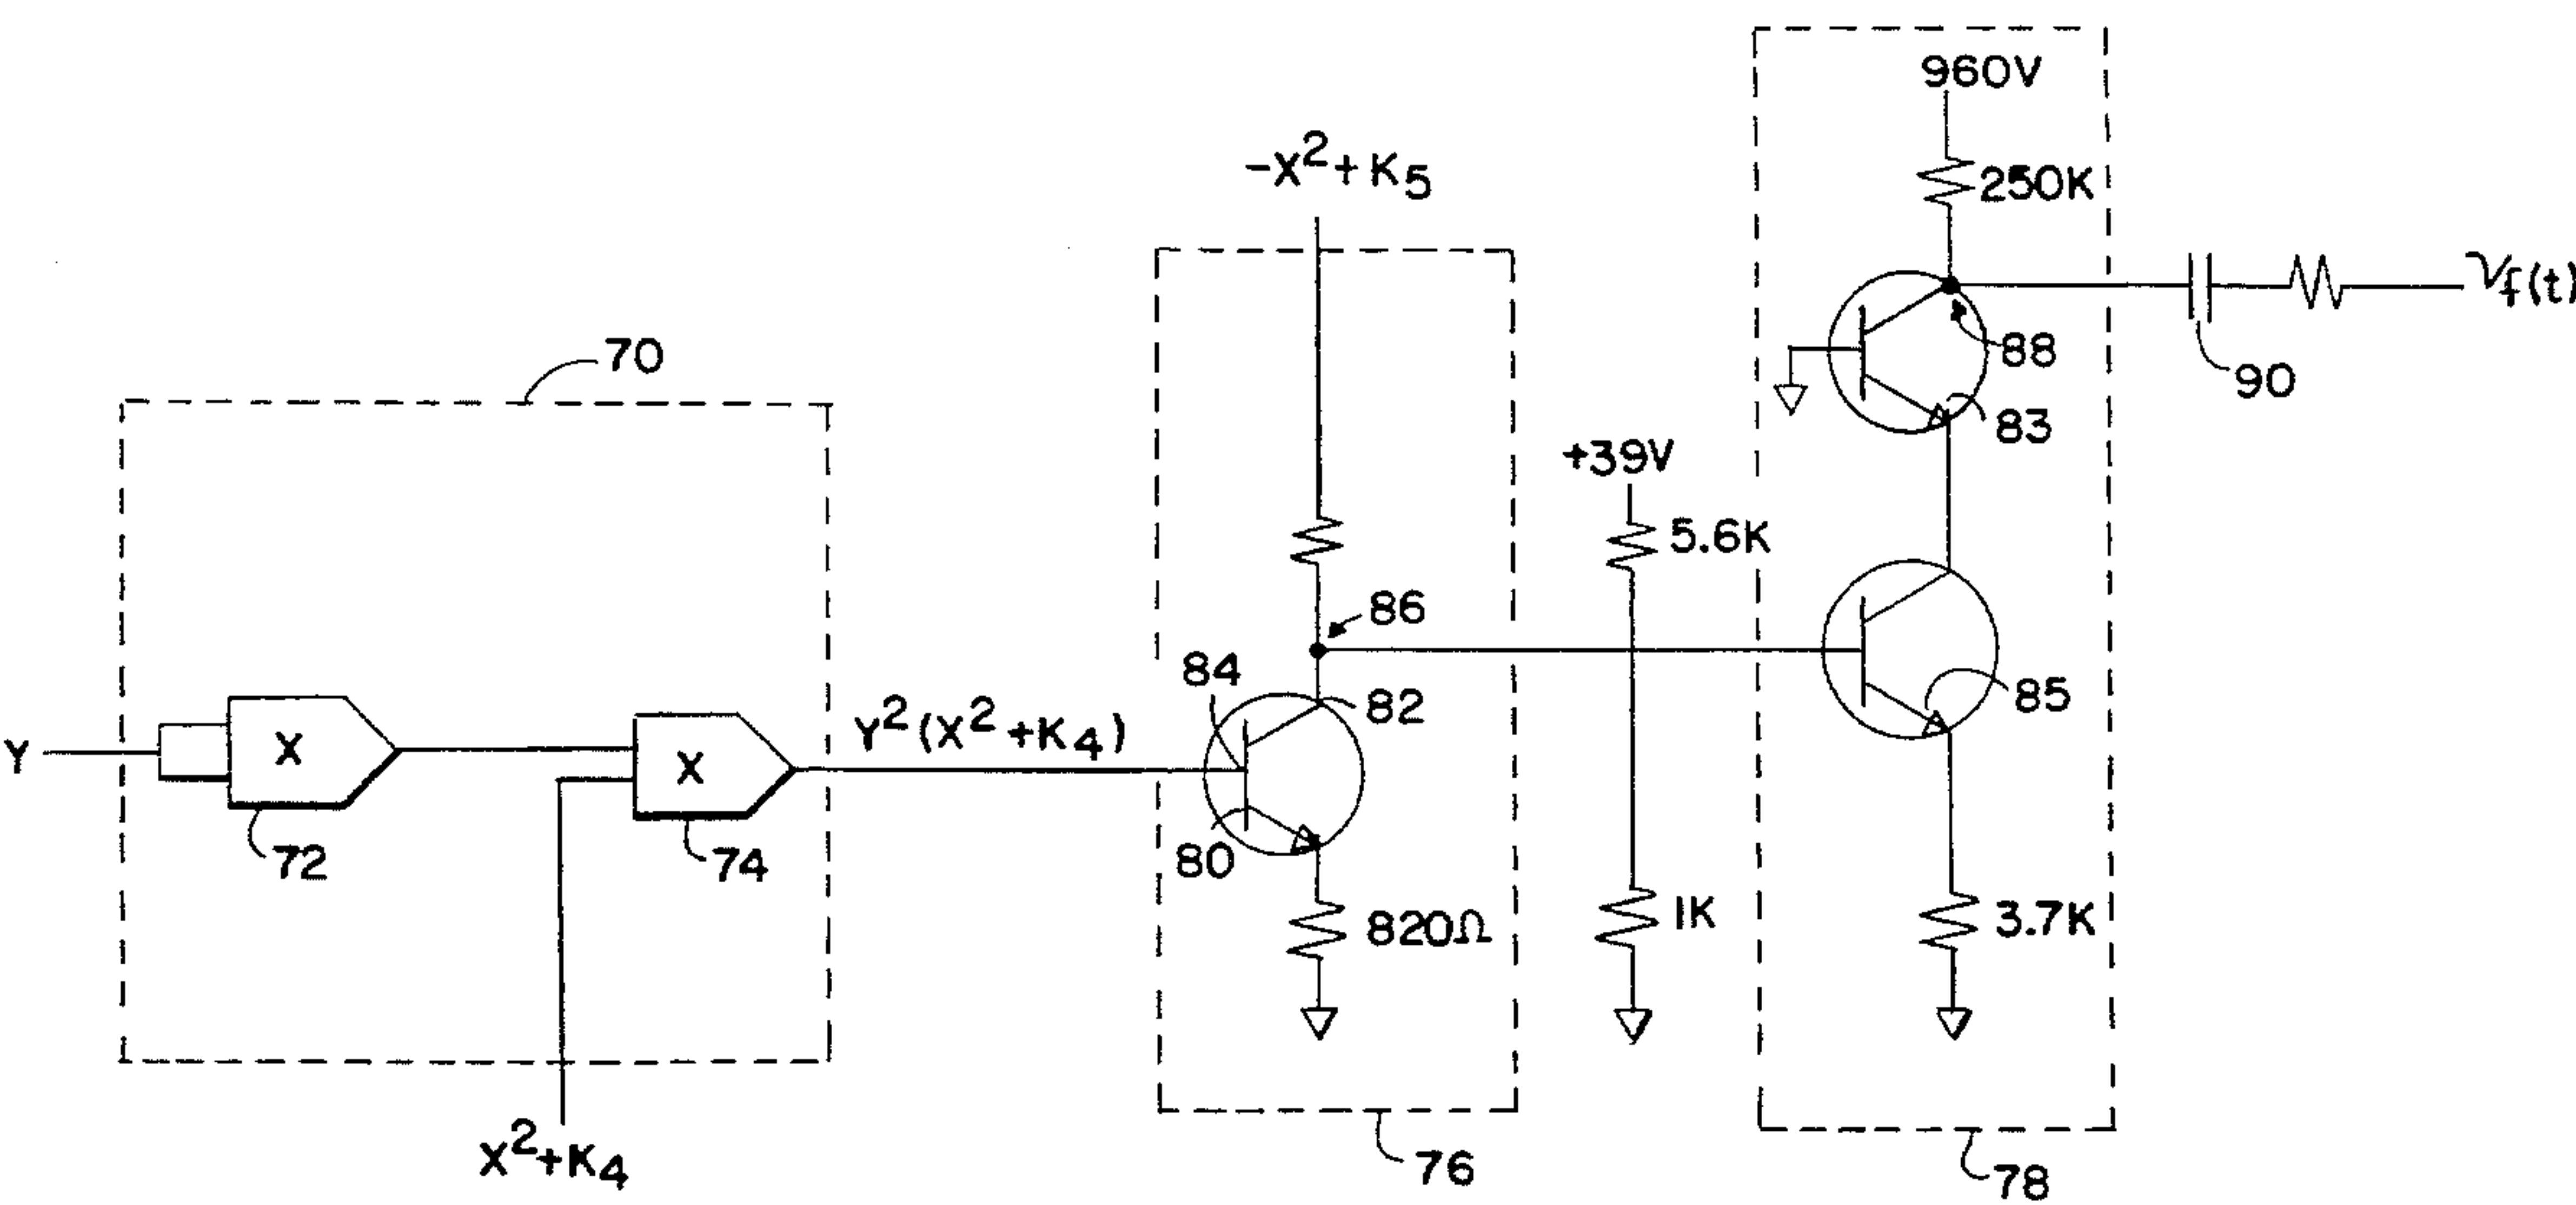 960V
250K
-X²+K₅
𝒱f(t)
88
90
83
70
+39V
5.6K
86
84
82
85
Y
X
X
Y²(X²+K₄)
72
74
80
820Ω
1K
3.7K
X²+K₄
76
78